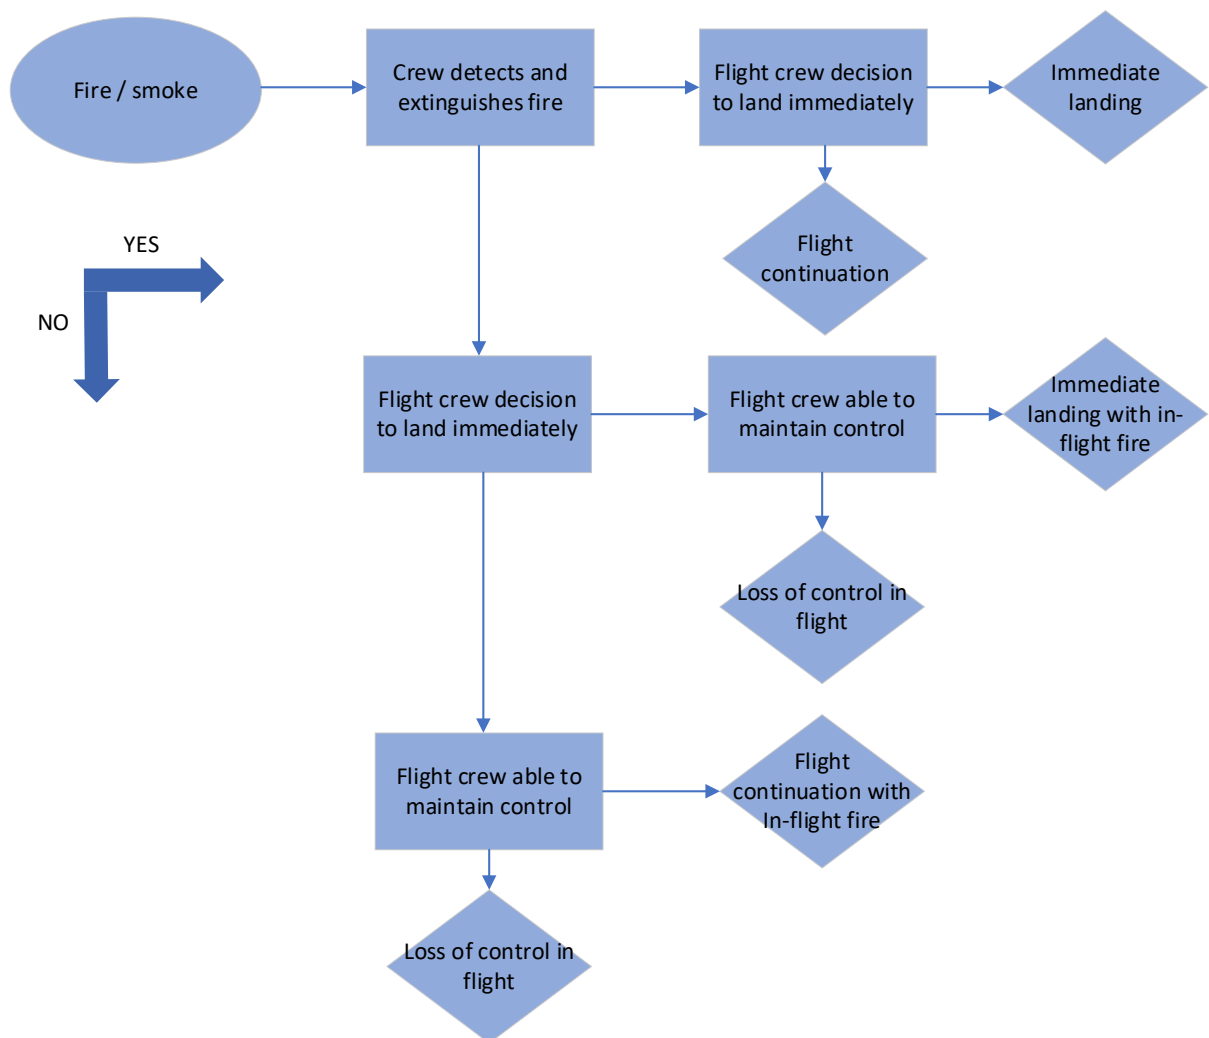 Fire / smoke
Crew detects and
extinguishes fire
Flight crew decision
to land immediately
Immediate
landing
YES
NO
Flight
continuation
Flight crew decision
to land immediately
Flight crew able to
maintain control
Immediate
landing with in-
flight fire
Loss of control in
flight
Flight crew able to
maintain control
Flight
continuation with
In-flight fire
Loss of control in
flight